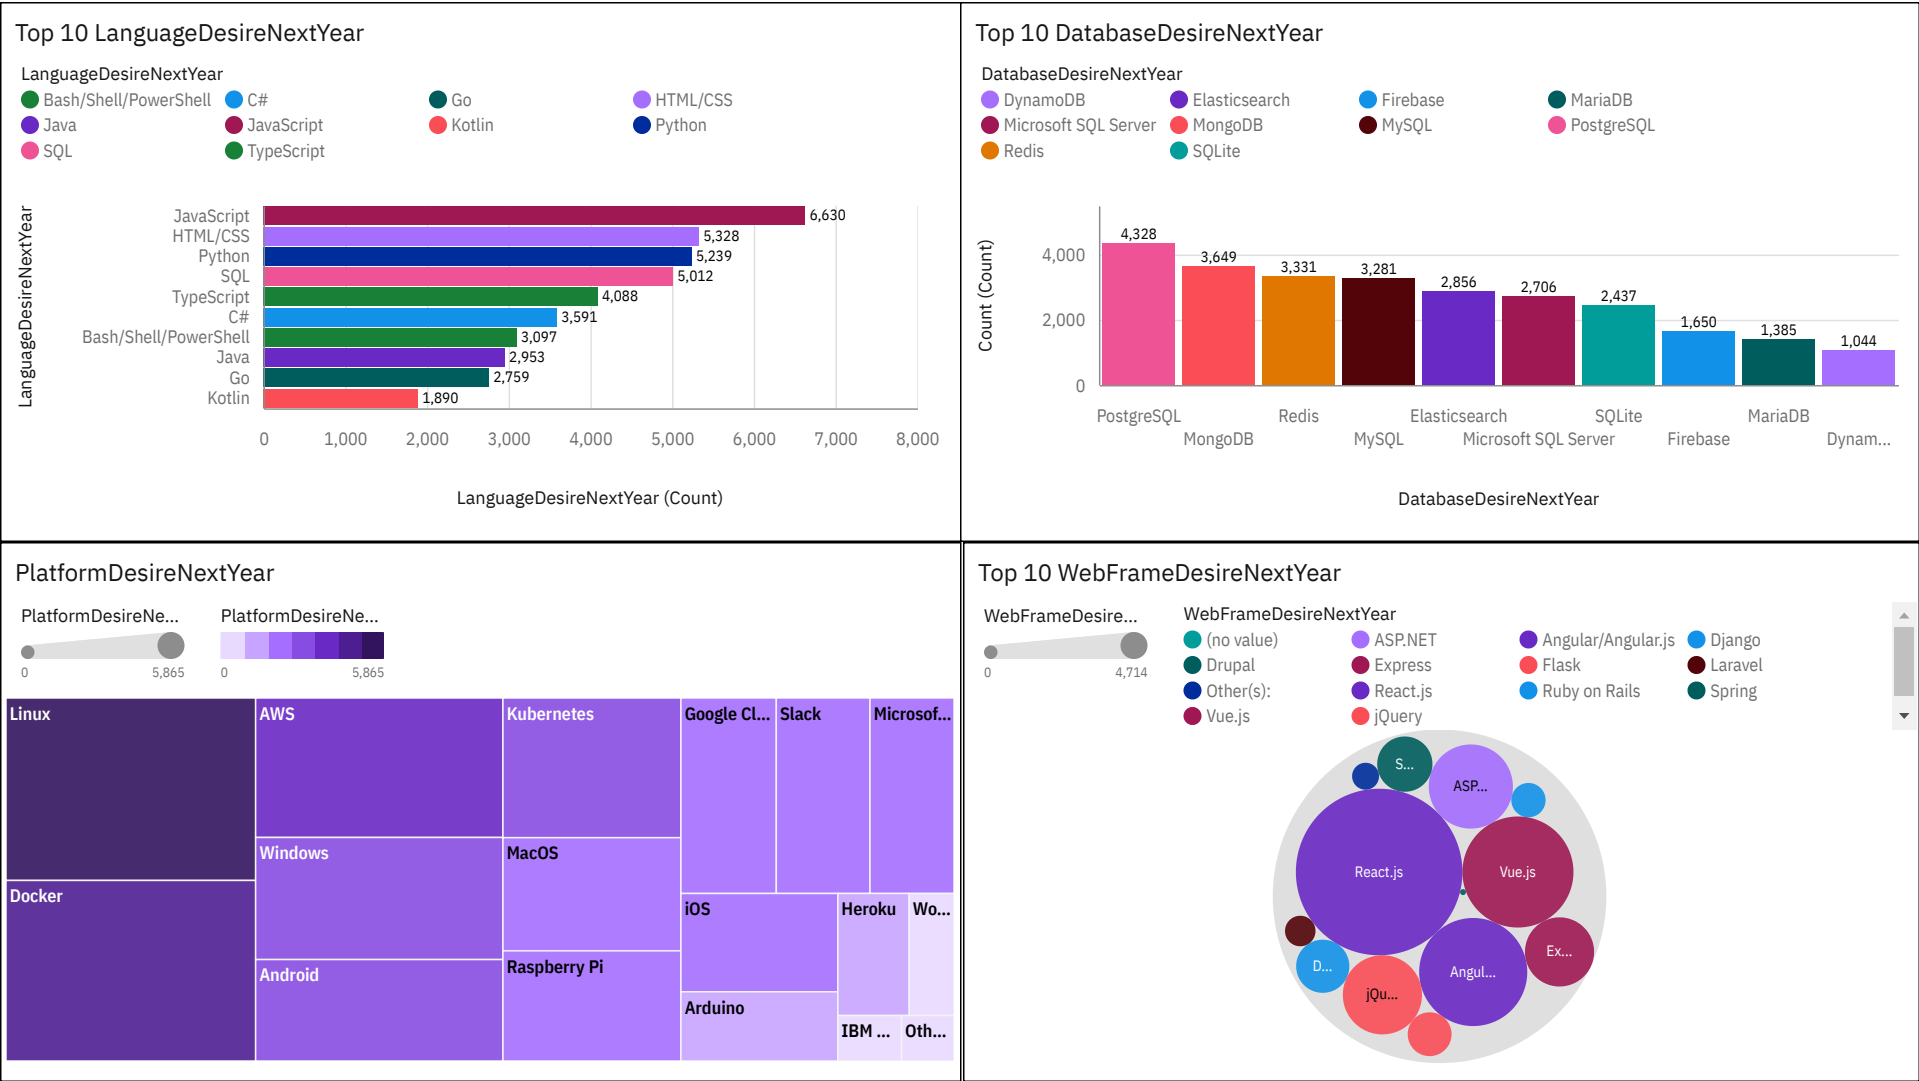 Top 10 LanguageDesireNextYear
LanguageDesireNextYear
Bash/Shell/PowerShell C# Go HTML/CSS
Java JavaScript Kotlin Python
SQL TypeScript
LanguageDesireNextYear
JavaScript 6,630
HTML/CSS 5,328
Python 5,239
SQL 5,012
TypeScript 4,088
C# 3,591
Bash/Shell/PowerShell 3,097
Java 2,953
Go 2,759
Kotlin 1,890
0 1,000 2,000 3,000 4,000 5,000 6,000 7,000 8,000
LanguageDesireNextYear (Count)
Top 10 DatabaseDesireNextYear
DatabaseDesireNextYear
DynamoDB Elasticsearch Firebase MariaDB
Microsoft SQL Server MongoDB MySQL PostgreSQL
Redis SQLite
Count (Count)
4,000
2,000
0
4,328 3,649 3,331 3,281 2,856 2,706 2,437 1,650 1,385 1,044
PostgreSQL Redis Elasticsearch SQLite MariaDB
MongoDB MySQL Microsoft SQL Server Firebase Dynam...
DatabaseDesireNextYear
PlatformDesireNextYear
PlatformDesireNe... PlatformDesireNe...
0 5,865 0 5,865
Linux AWS Kubernetes Google Cl... Slack Microsof...
Windows MacOS
Docker iOS Heroku Wo...
Android Raspberry Pi
Arduino IBM ... Oth...
Top 10 WebFrameDesireNextYear
WebFrameDesire... WebFrameDesireNextYear
0 4,714
(no value) ASP.NET Angular/Angular.js Django
Drupal Express Flask Laravel
Other(s): React.js Ruby on Rails Spring
Vue.js jQuery
S... ASP...
React.js Vue.js
D... Angul... Ex...
jQu...